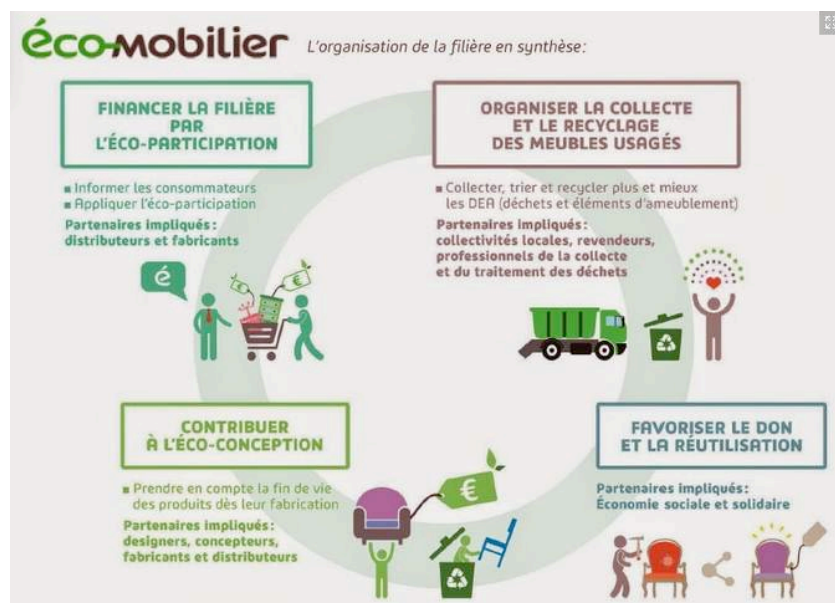 éco-mobilier L'organisation de la filière en synthèse:
FINANCER LA FILIÈRE
PAR
L'ÉCO-PARTICIPATION
■ Informer les consommateurs
■ Appliquer l'éco-participation
Partenaires impliqués:
distributeurs et fabricants
é
€
ORGANISER LA COLLECTE
ET LE RECYCLAGE
DES MEUBLES USAGÉS
■ Collecter, trier et recycler plus et mieux
les DEA (déchets et éléments d'ameublement)
Partenaires impliqués:
collectivités locales, revendeurs,
professionnels de la collecte
et du traitement des déchets
CONTRIBUER
À L'ÉCO-CONCEPTION
■ Prendre en compte la fin de vie
des produits dès leur fabrication
Partenaires impliqués:
designers, concepteurs,
fabricants et distributeurs
€
FAVORISER LE DON
ET LA RÉUTILISATION
Partenaires impliqués:
Économie sociale et solidaire